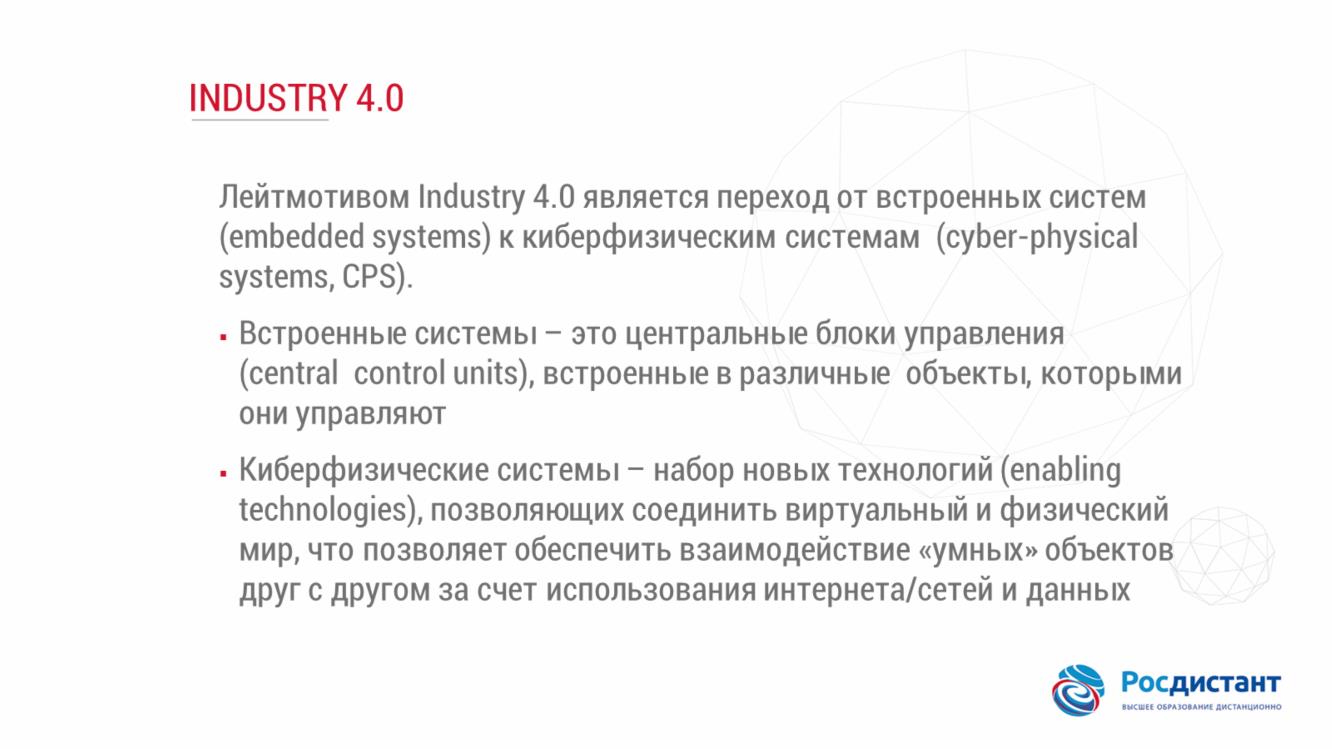 INDUSTRY 4.0
Лейтмотивом Industry 4.0 является переход от встроенных систем
(embedded systems) к киберфизическим системам (cyber-physical
systems, CPS).
▪ Встроенные системы – это центральные блоки управления
(central control units), встроенные в различные объекты, которыми
они управляют
▪ Киберфизические системы – набор новых технологий (enabling
technologies), позволяющих соединить виртуальный и физический
мир, что позволяет обеспечить взаимодействие «умных» объектов
друг с другом за счет использования интернета/сетей и данных
Росдистант
ВЫСШЕЕ ОБРАЗОВАНИЕ ДИСТАНЦИОННО